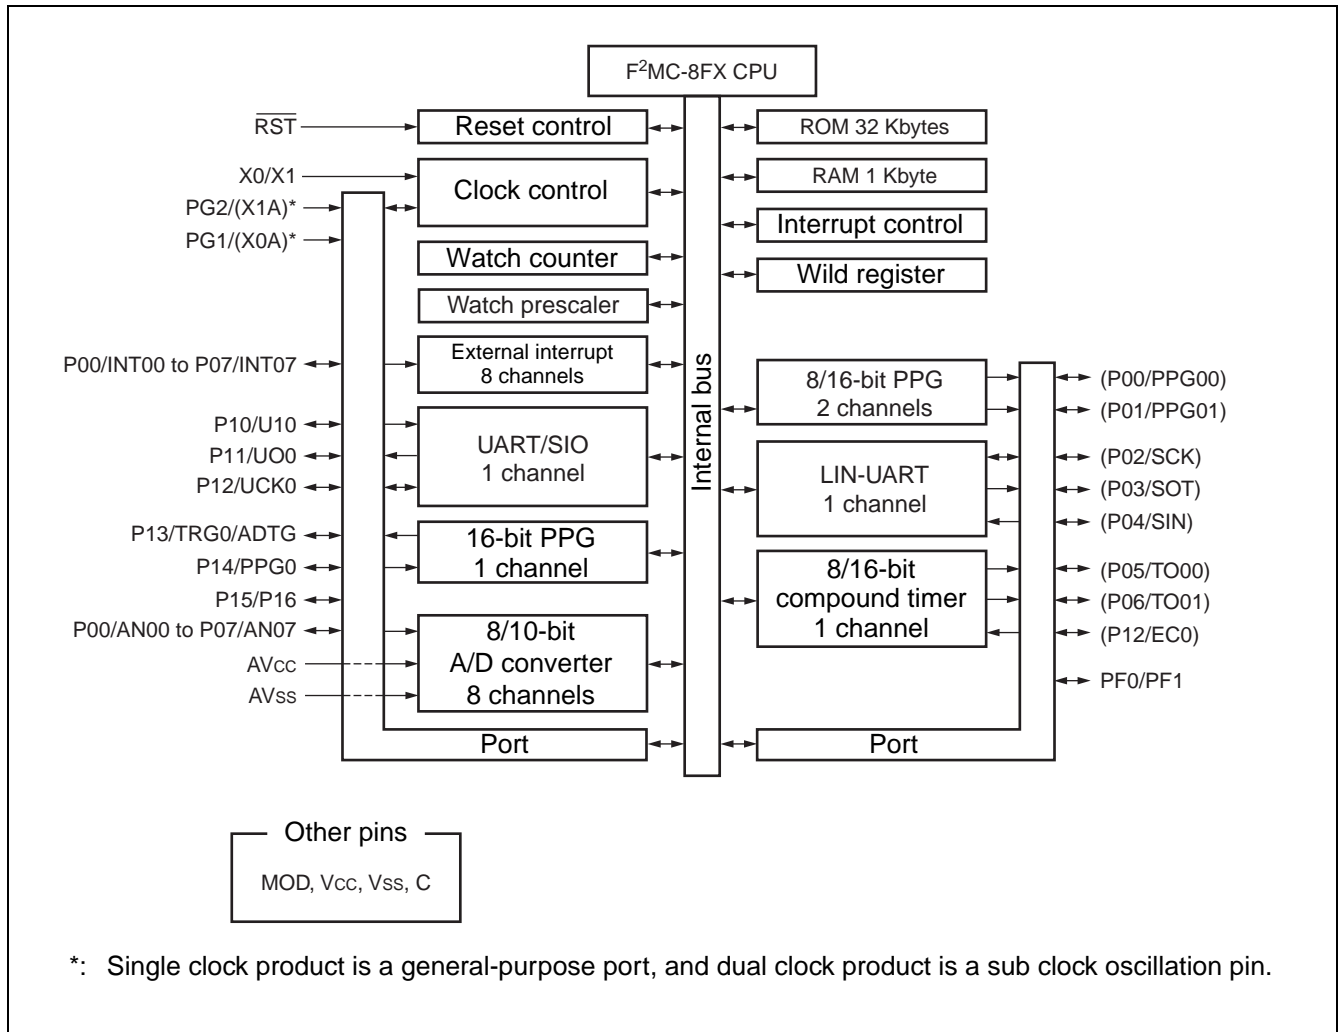 F²MC-8FX CPU
RST
Reset control
ROM 32 Kbytes
X0/X1
Clock control
RAM 1 Kbyte
PG2/(X1A)*
PG1/(X0A)*
Interrupt control
Watch counter
Wild register
Watch prescaler
P00/INT00 to P07/INT07
External interrupt
8 channels
Internal bus
8/16-bit PPG
2 channels
(P00/PPG00)
(P01/PPG01)
P10/U10
P11/UO0
P12/UCK0
UART/SIO
1 channel
LIN-UART
1 channel
(P02/SCK)
(P03/SOT)
(P04/SIN)
P13/TRG0/ADTG
P14/PPG0
16-bit PPG
1 channel
8/16-bit
compound timer
1 channel
(P05/TO00)
(P06/TO01)
(P12/EC0)
P15/P16
P00/AN00 to P07/AN07
AVcc
AVss
8/10-bit
A/D converter
8 channels
PF0/PF1
Port
Port
Other pins
MOD, Vcc, Vss, C
*: Single clock product is a general-purpose port, and dual clock product is a sub clock oscillation pin.